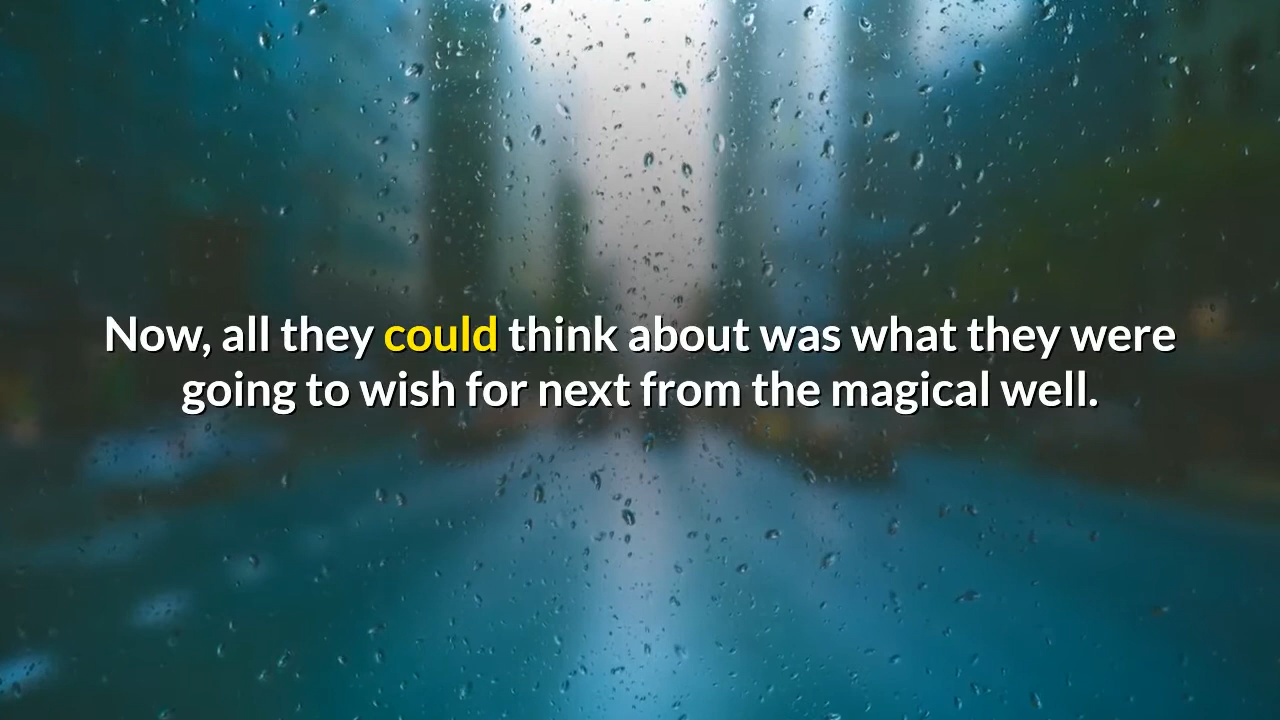 Now, all they could think about was what they were
going to wish for next from the magical well.